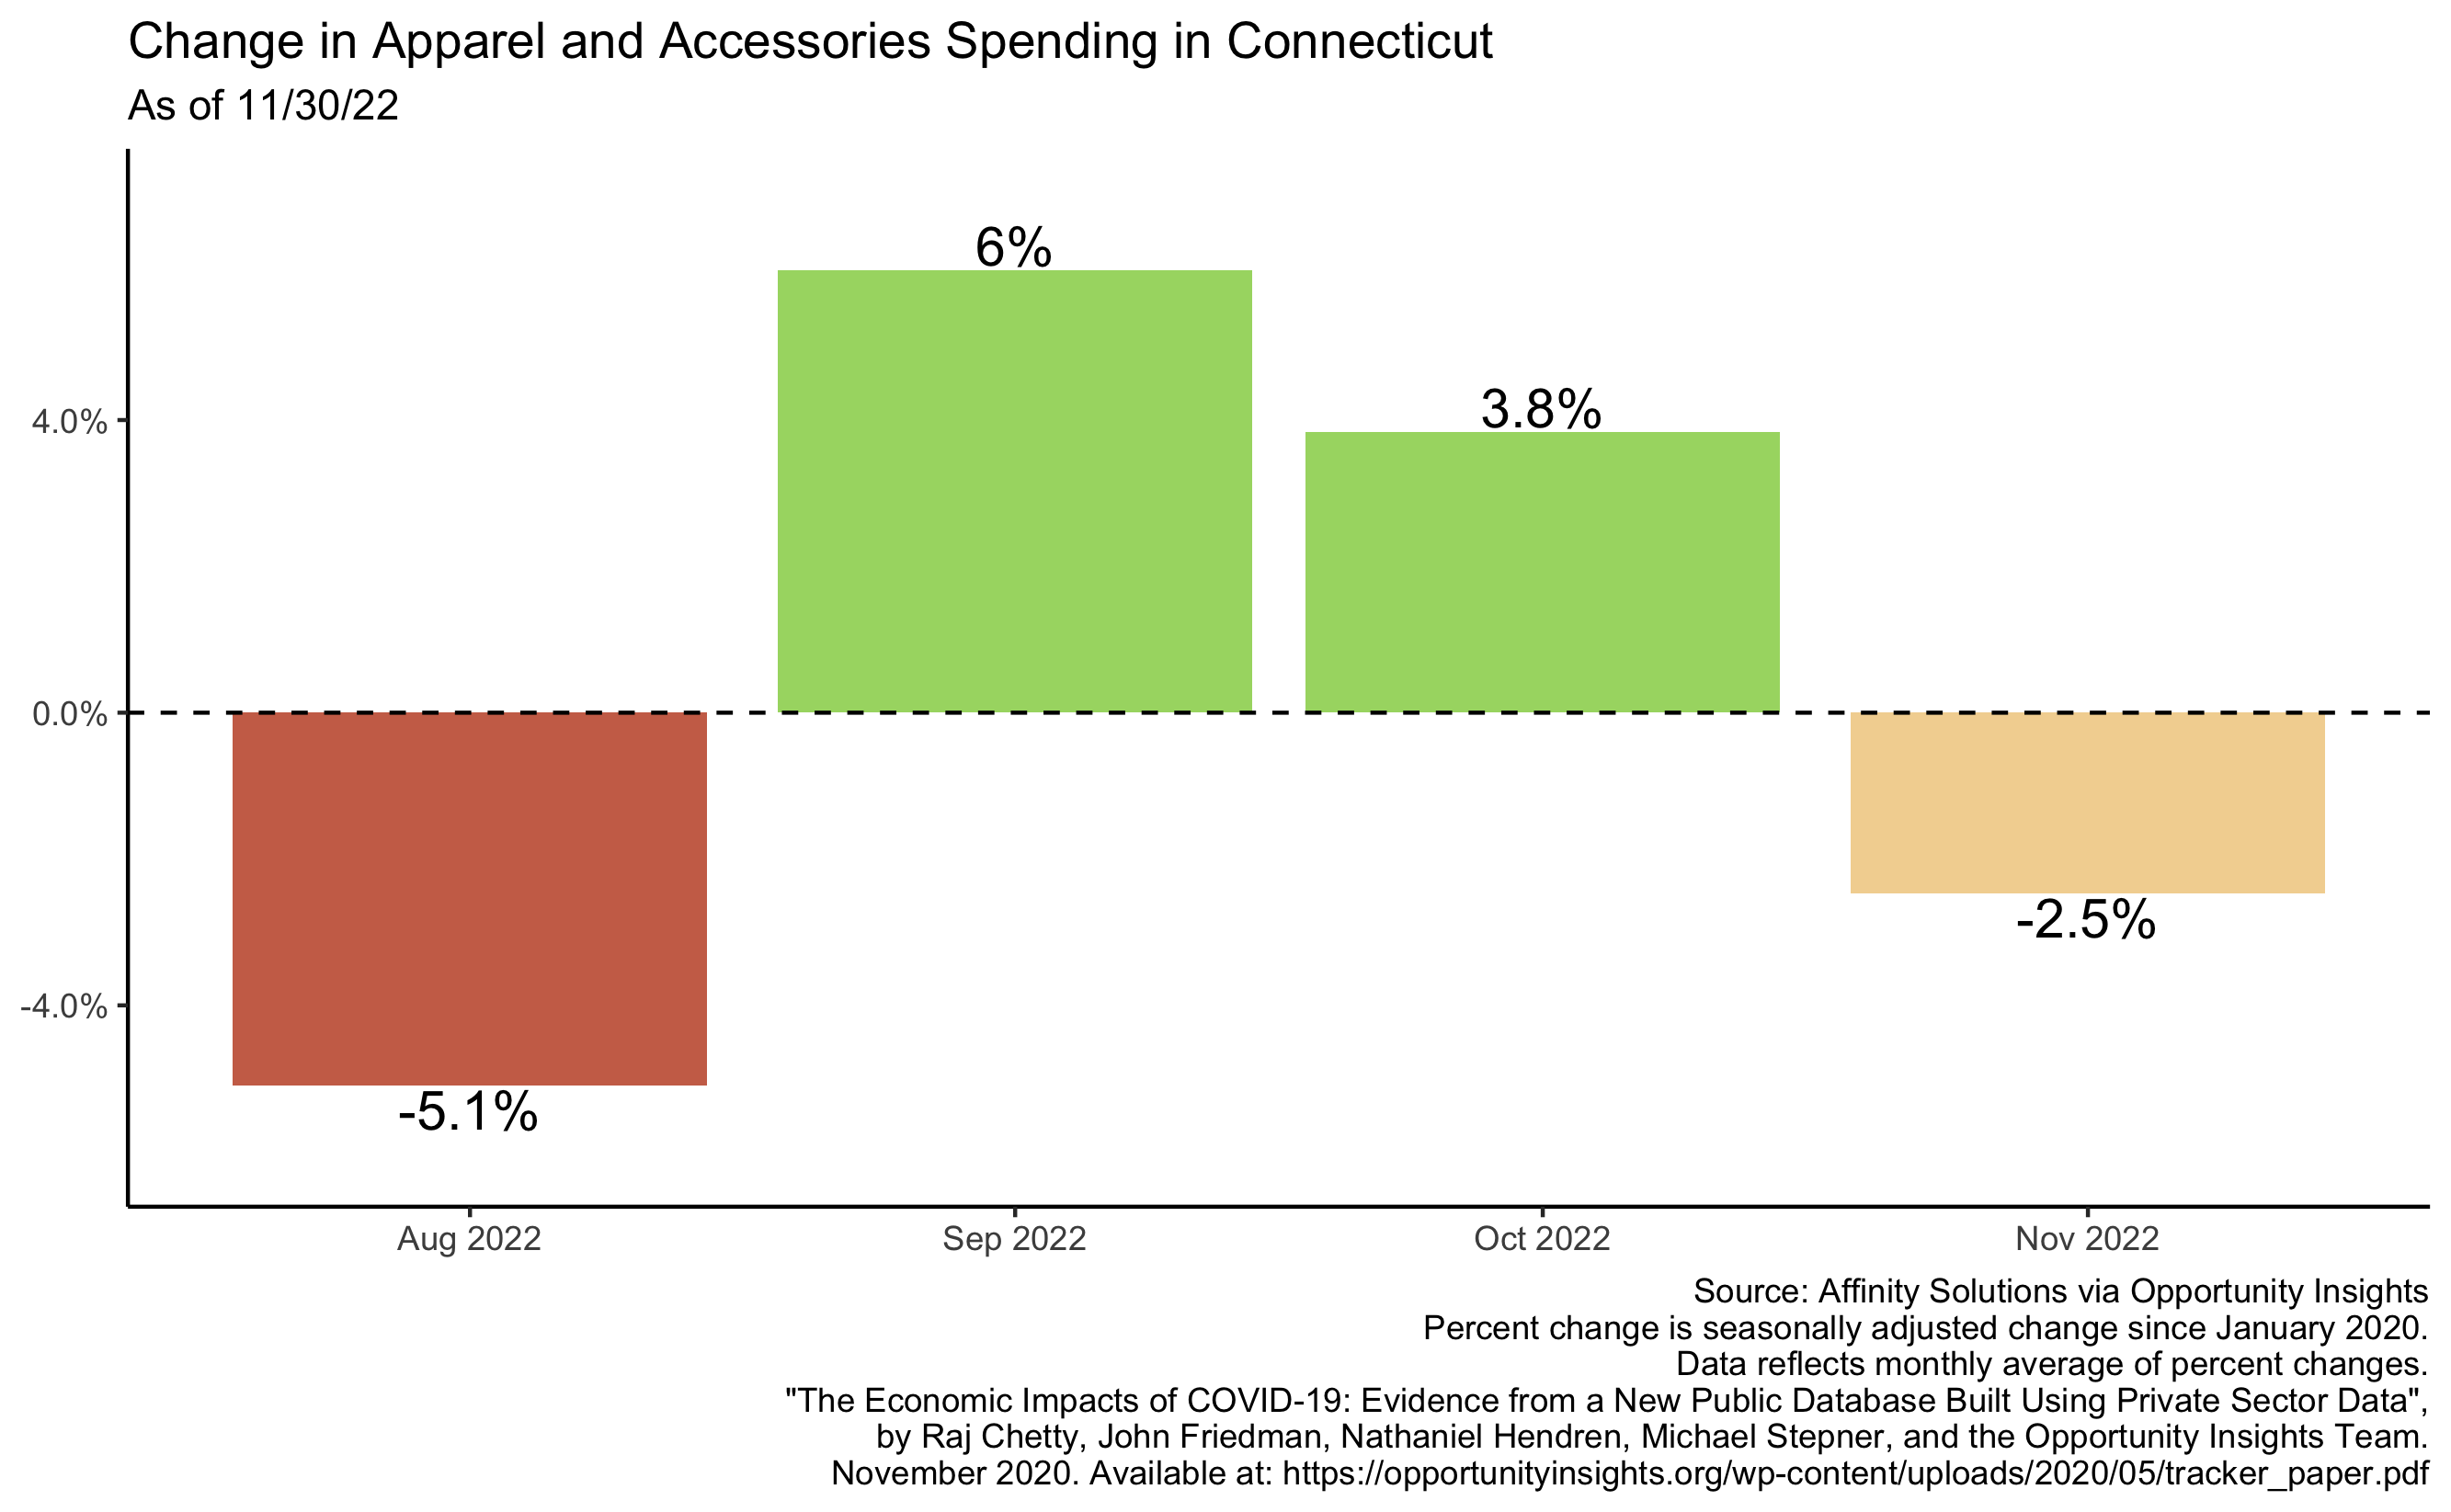 Change in Apparel and Accessories Spending in Connecticut
As of 11/30/22
6%
3.8%
4.0%
0.0%
-2.5%
-4.0%
-5.1%
Aug 2022 Sep 2022 Oct 2022 Nov 2022
Source: Affinity Solutions via Opportunity Insights
Percent change is seasonally adjusted change since January 2020.
Data reflects monthly average of percent changes.
"The Economic Impacts of COVID-19: Evidence from a New Public Database Built Using Private Sector Data",
by Raj Chetty, John Friedman, Nathaniel Hendren, Michael Stepner, and the Opportunity Insights Team.
November 2020. Available at: https://opportunityinsights.org/wp-content/uploads/2020/05/tracker_paper.pdf